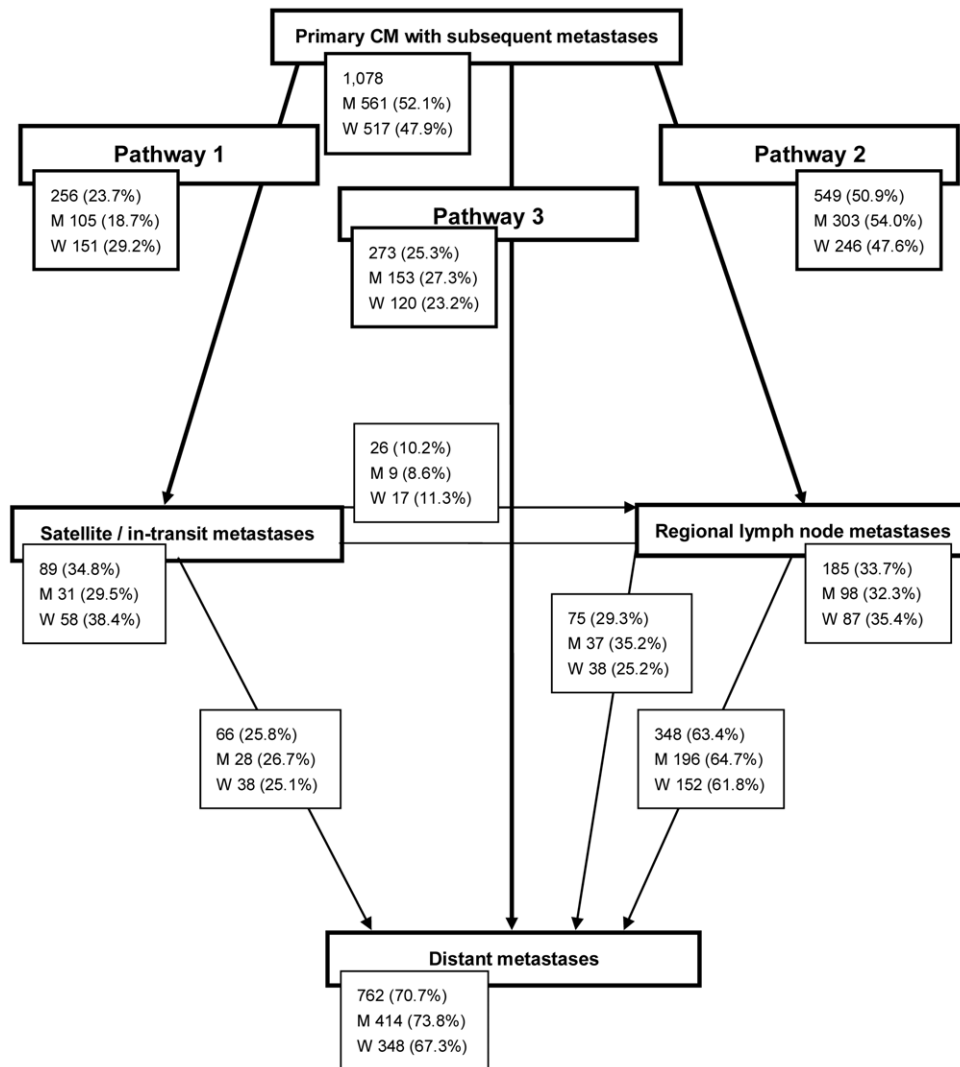 Primary CM with subsequent metastases
1,078
M 561 (52.1%)
W 517 (47.9%)
Pathway 1
256 (23.7%)
M 105 (18.7%)
W 151 (29.2%)
Pathway 3
273 (25.3%)
M 153 (27.3%)
W 120 (23.2%)
Pathway 2
549 (50.9%)
M 303 (54.0%)
W 246 (47.6%)
26 (10.2%)
M 9 (8.6%)
W 17 (11.3%)
Satellite / in-transit metastases
89 (34.8%)
M 31 (29.5%)
W 58 (38.4%)
Regional lymph node metastases
185 (33.7%)
M 98 (32.3%)
W 87 (35.4%)
75 (29.3%)
M 37 (35.2%)
W 38 (25.2%)
66 (25.8%)
M 28 (26.7%)
W 38 (25.1%)
348 (63.4%)
M 196 (64.7%)
W 152 (61.8%)
Distant metastases
762 (70.7%)
M 414 (73.8%)
W 348 (67.3%)